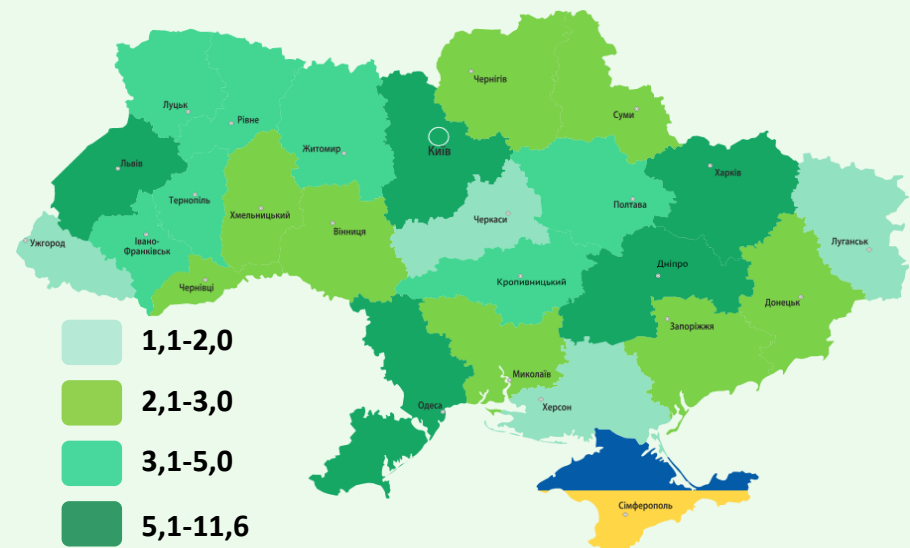 Чернігів
Луцьк
Рівне
Суми
Житомир
Київ
Львів
Харків
Тернопіль
Хмельницький
Полтава
Черкаси
Вінниця
Ужгород
Івано-
Франківськ
Луганськ
Дніпро
Кропивницький
Чернівці
Донецьк
Запоріжжя
1,1-2,0
Миколаїв
2,1-3,0
Одеса
Херсон
3,1-5,0
Сімферополь
5,1-11,6